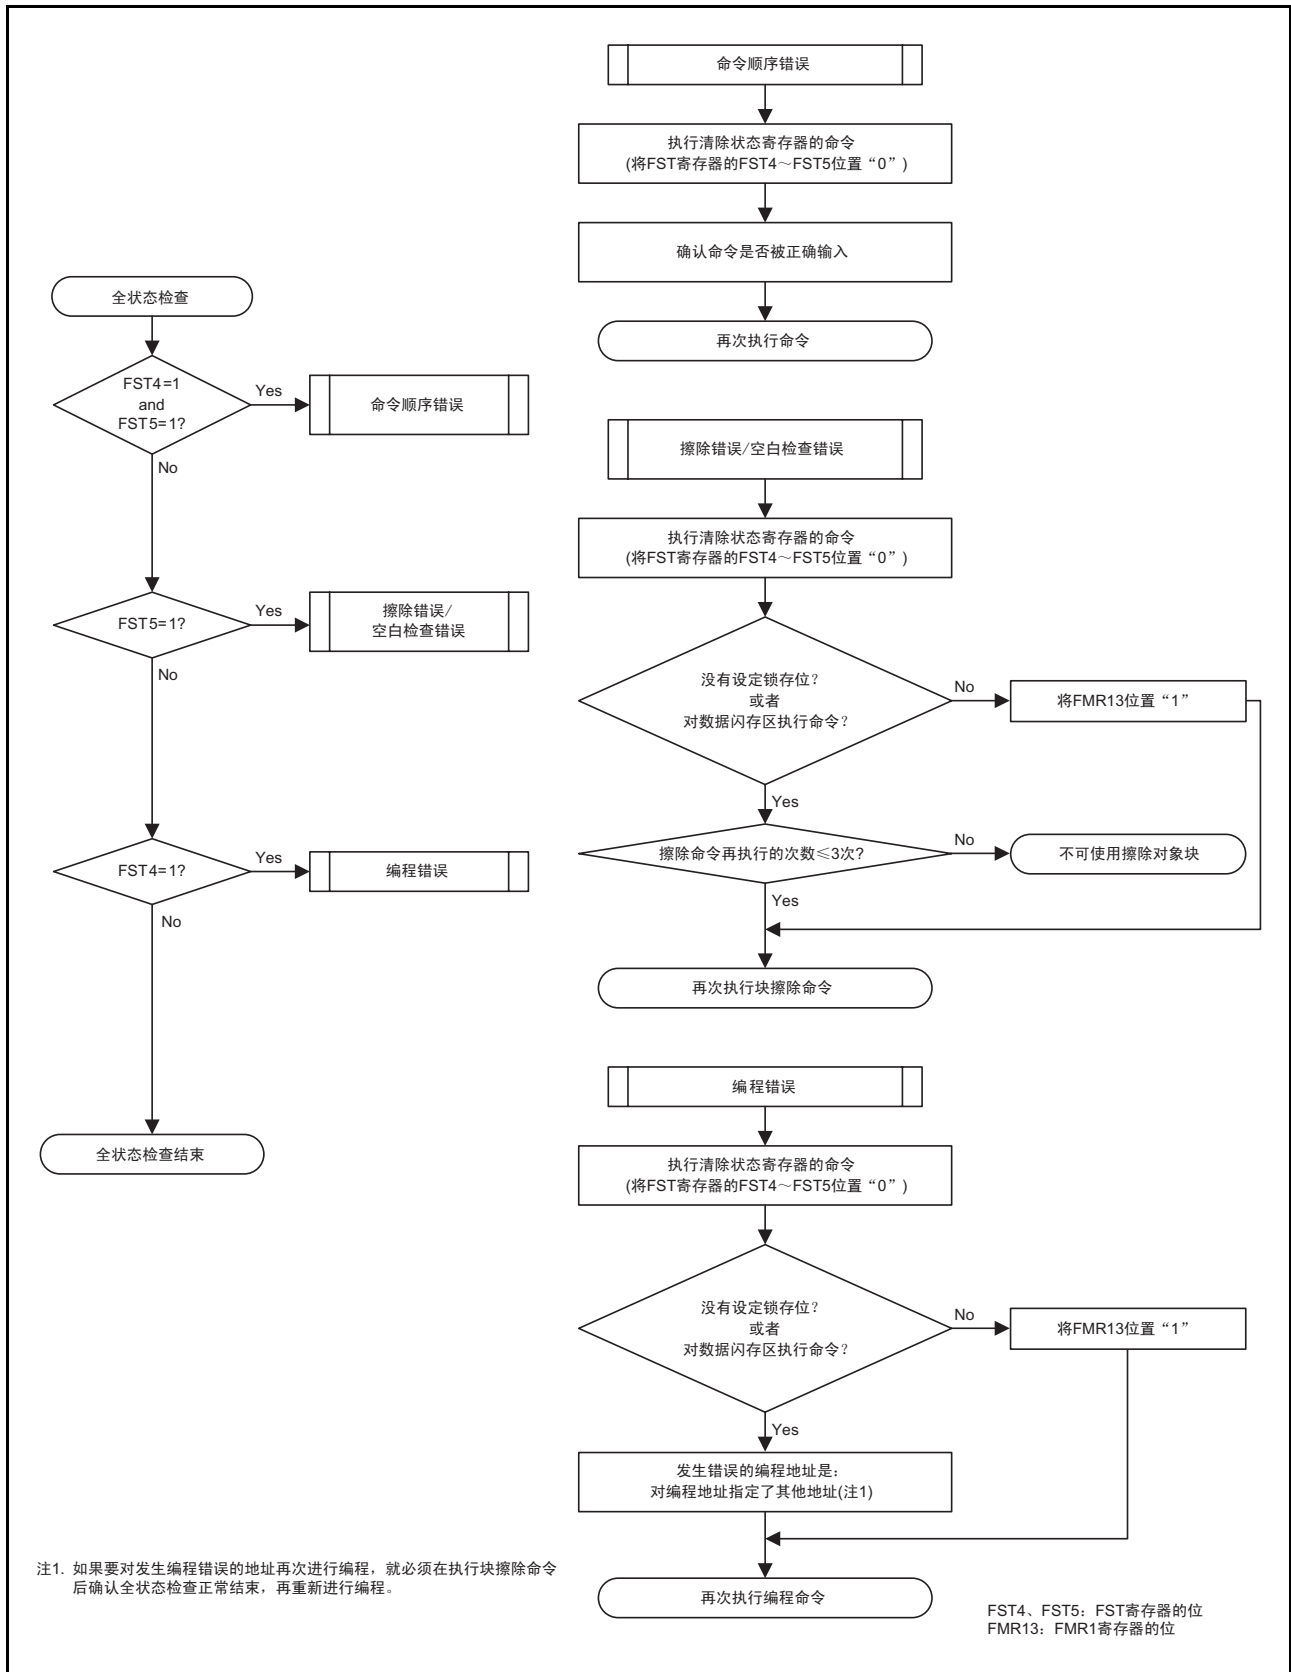 全状态检查
FST4=1
and
FST5=1?
Yes
命令顺序错误
No
FST5=1?
Yes
擦除错误/
空白检查错误
No
FST4=1?
Yes
编程错误
No
全状态检查结束
命令顺序错误
执行清除状态寄存器的命令
(将FST寄存器的FST4～FST5位置“0”)
确认命令是否被正确输入
再次执行命令
擦除错误/空白检查错误
执行清除状态寄存器的命令
(将FST寄存器的FST4～FST5位置“0”)
没有设定锁存位？
或者
对数据闪存区执行命令？
No
将FMR13位置“1”
Yes
擦除命令再执行的次数≤3次?
No
不可使用擦除对象块
Yes
再次执行块擦除命令
编程错误
执行清除状态寄存器的命令
(将FST寄存器的FST4～FST5位置“0”)
没有设定锁存位？
或者
对数据闪存区执行命令？
No
将FMR13位置“1”
Yes
发生错误的编程地址是：
对编程地址指定了其他地址(注1)
再次执行编程命令
注1. 如果要对发生编程错误的地址再次进行编程，就必须在执行块擦除命令
后确认全状态检查正常结束，再重新进行编程。
FST4、FST5：FST寄存器的位
FMR13：FMR1寄存器的位